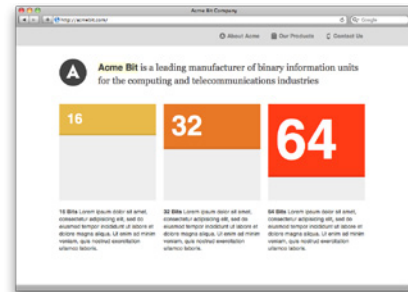 Acme Bit Company
http://acmebit.com/
Google
About Acme
Our Products
Contact Us
A
Acme Bit is a leading manufacturer of binary information units
for the computing and telecommunications industries
16
32
64
16 Bits Lorem ipsum dolor sit amet,
consectetur adipisicing elit, sed do
eiusmod tempor incididunt ut labore et
dolore magna aliqua. Ut enim ad minim
veniam, quis nostrud exercitation
ullamco laboris.
32 Bits Lorem ipsum dolor sit amet,
consectetur adipisicing elit, sed do
eiusmod tempor incididunt ut labore et
dolore magna aliqua. Ut enim ad minim
veniam, quis nostrud exercitation
ullamco laboris.
64 Bits Lorem ipsum dolor sit amet,
consectetur adipisicing elit, sed do
eiusmod tempor incididunt ut labore et
dolore magna aliqua. Ut enim ad minim
veniam, quis nostrud exercitation
ullamco laboris.